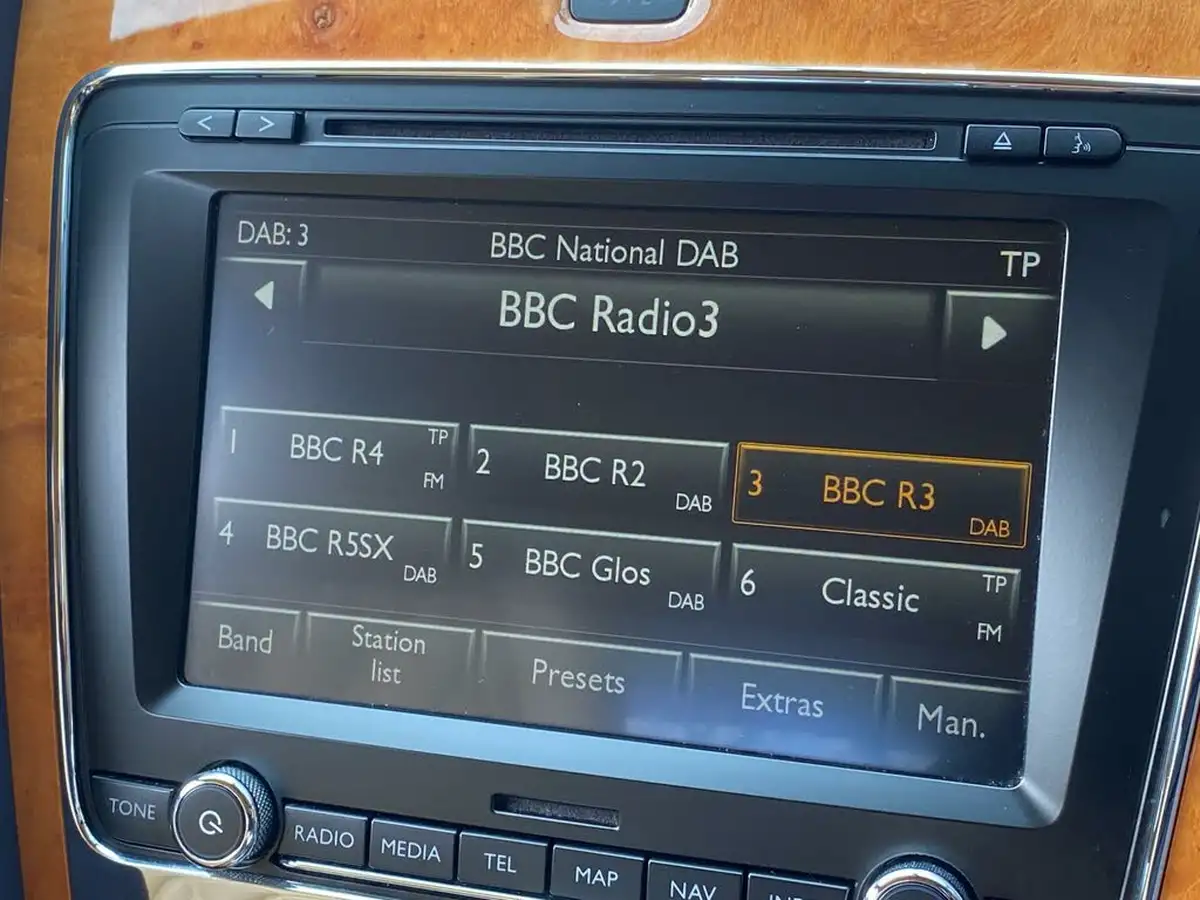 DAB: 3
BBC National DAB
TP
BBC Radio3
1 BBC R4 TP FM
2 BBC R2 DAB
3 BBC R3 DAB
4 BBC R5SX DAB
5 BBC Glos DAB
6 Classic TP FM
Band
Station
list
Presets
Extras
Man.
TONE
RADIO
MEDIA
TEL
MAP
NAV